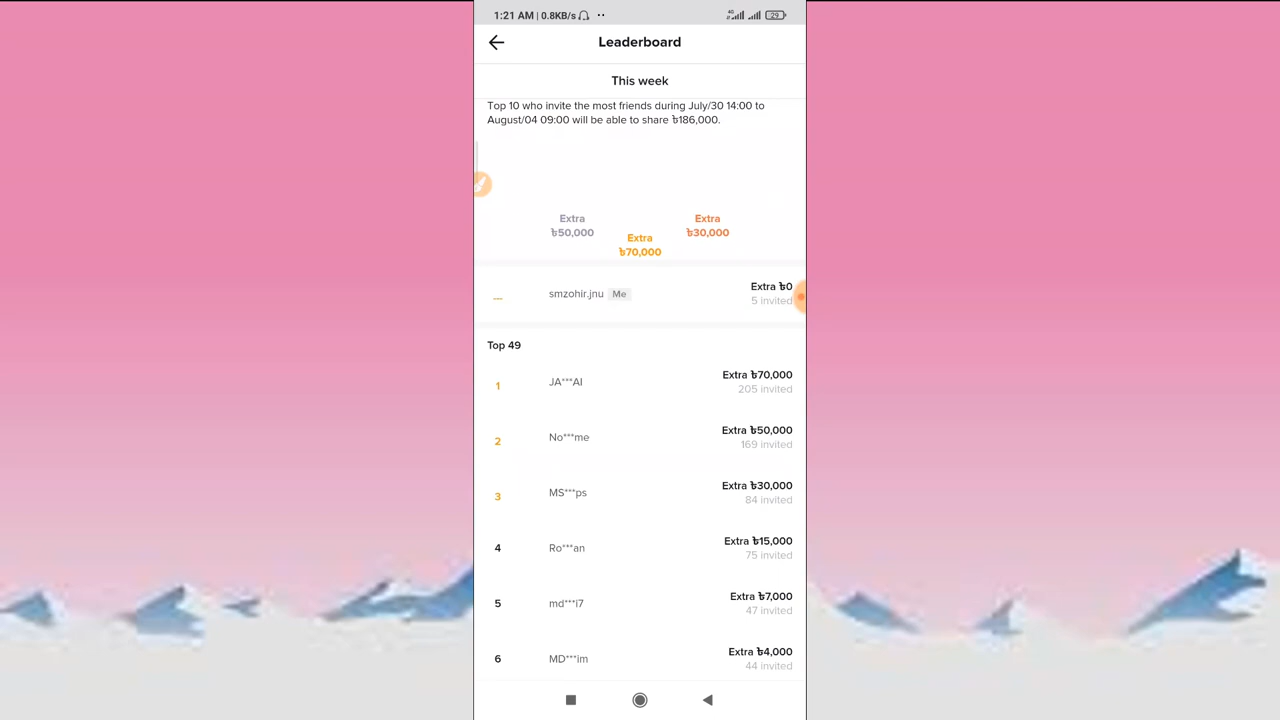 1:21 AM | 0.8KB/s
4G
29
Leaderboard
This week
Top 10 who invite the most friends during July/30 14:00 to
August/04 09:00 will be able to share ৳186,000.
Extra
৳50,000
Extra
৳70,000
Extra
৳30,000
--- smzohir.jnu Me Extra ৳0
5 invited
Top 49
1 JA***AI Extra ৳70,000
205 invited
2 No***me Extra ৳50,000
169 invited
3 MS***ps Extra ৳30,000
84 invited
4 Ro***an Extra ৳15,000
75 invited
5 md***i7 Extra ৳7,000
47 invited
6 MD***im Extra ৳4,000
44 invited